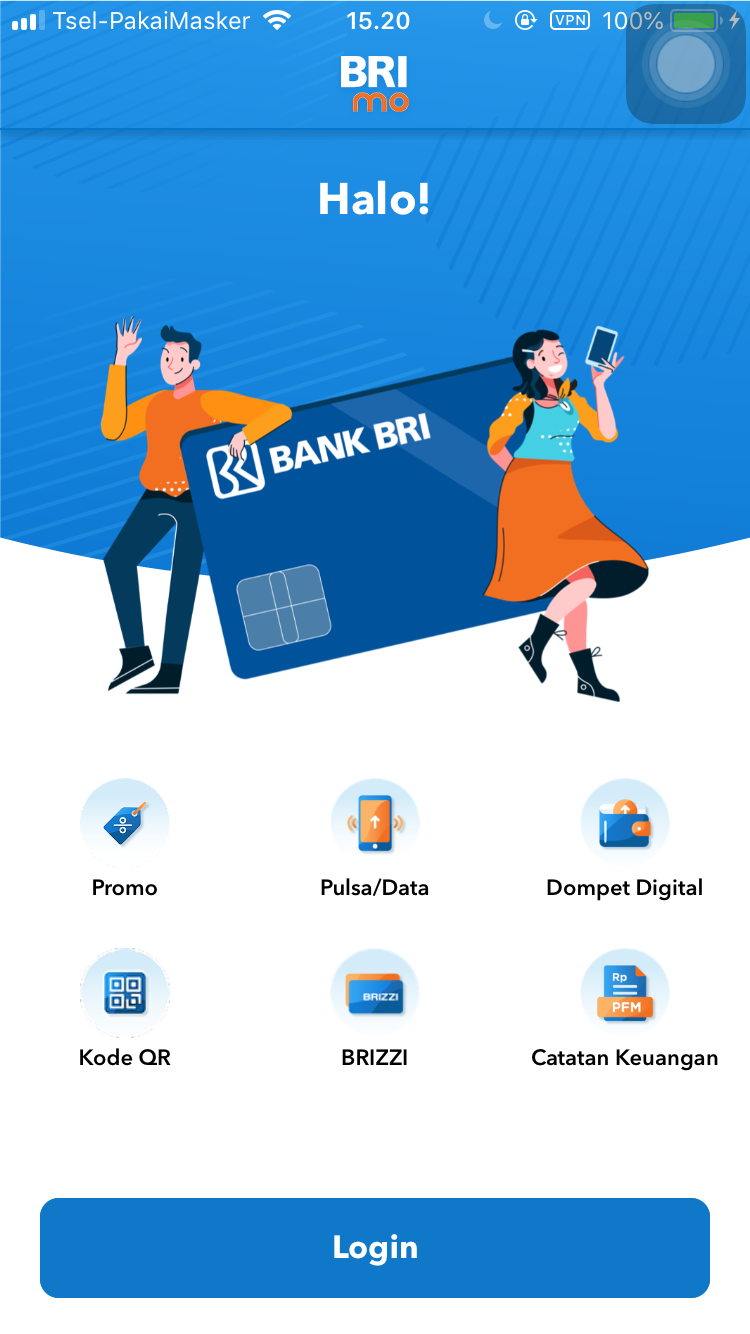 Tsel-PakaiMasker 15.20 VPN 100%
BRI
mo
Halo!
BANK BRI
Promo Pulsa/Data Dompet Digital
BRIZZI Rp
PFM
Kode QR BRIZZI Catatan Keuangan
Login